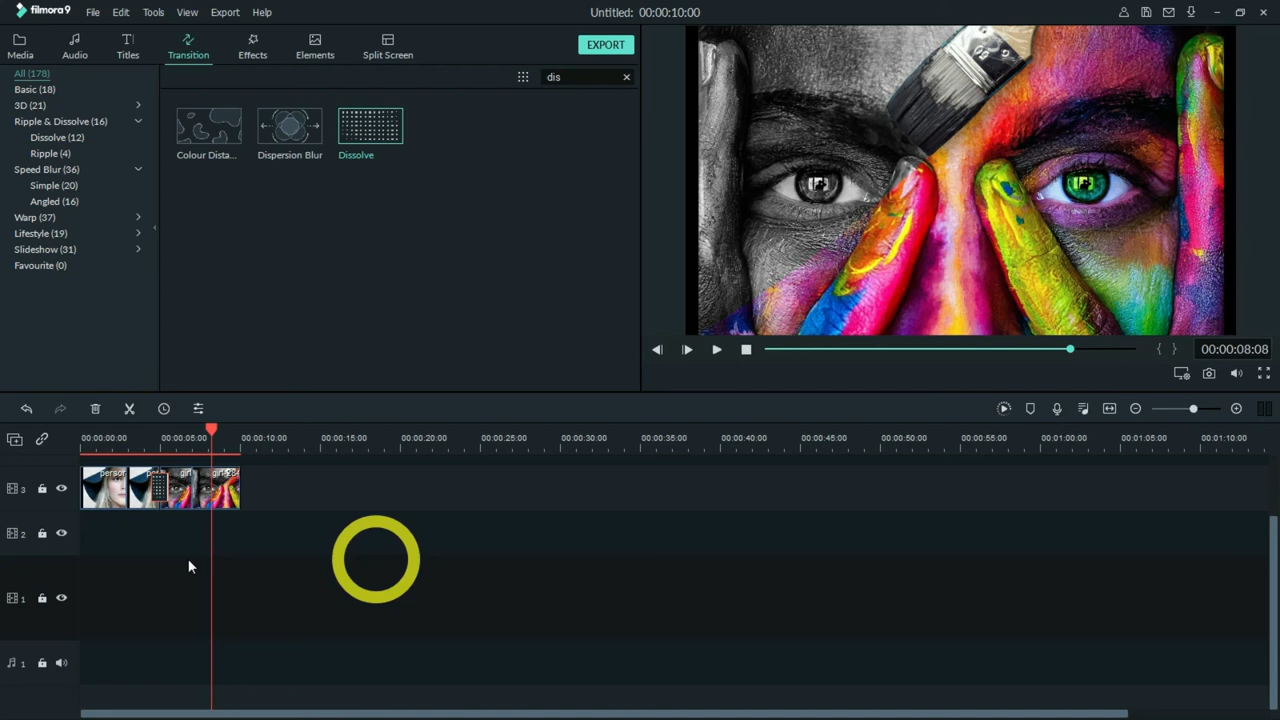 filmora9 File Edit Tools View Export Help Untitled: 00:00:10:00
Media Audio Titles Transition Effects Elements Split Screen EXPORT
All (178) dis
Basic (18)
3D (21)
Ripple & Dissolve (16)
Dissolve (12)
Ripple (4)
Speed Blur (36)
Simple (20)
Angled (16)
Warp (37)
Lifestyle (19)
Slideshow (31)
Favourite (0)
Colour Dista... Dispersion Blur Dissolve
{ } 00:00:08:08
00:00:00:00 00:00:05:00 00:00:10:00 00:00:15:00 00:00:20:00 00:00:25:00 00:00:30:00 00:00:35:00 00:00:40:00 00:00:45:00 00:00:50:00 00:00:55:00 00:01:00:00 00:01:05:00 00:01:10:00
person girl
3
2
1
1